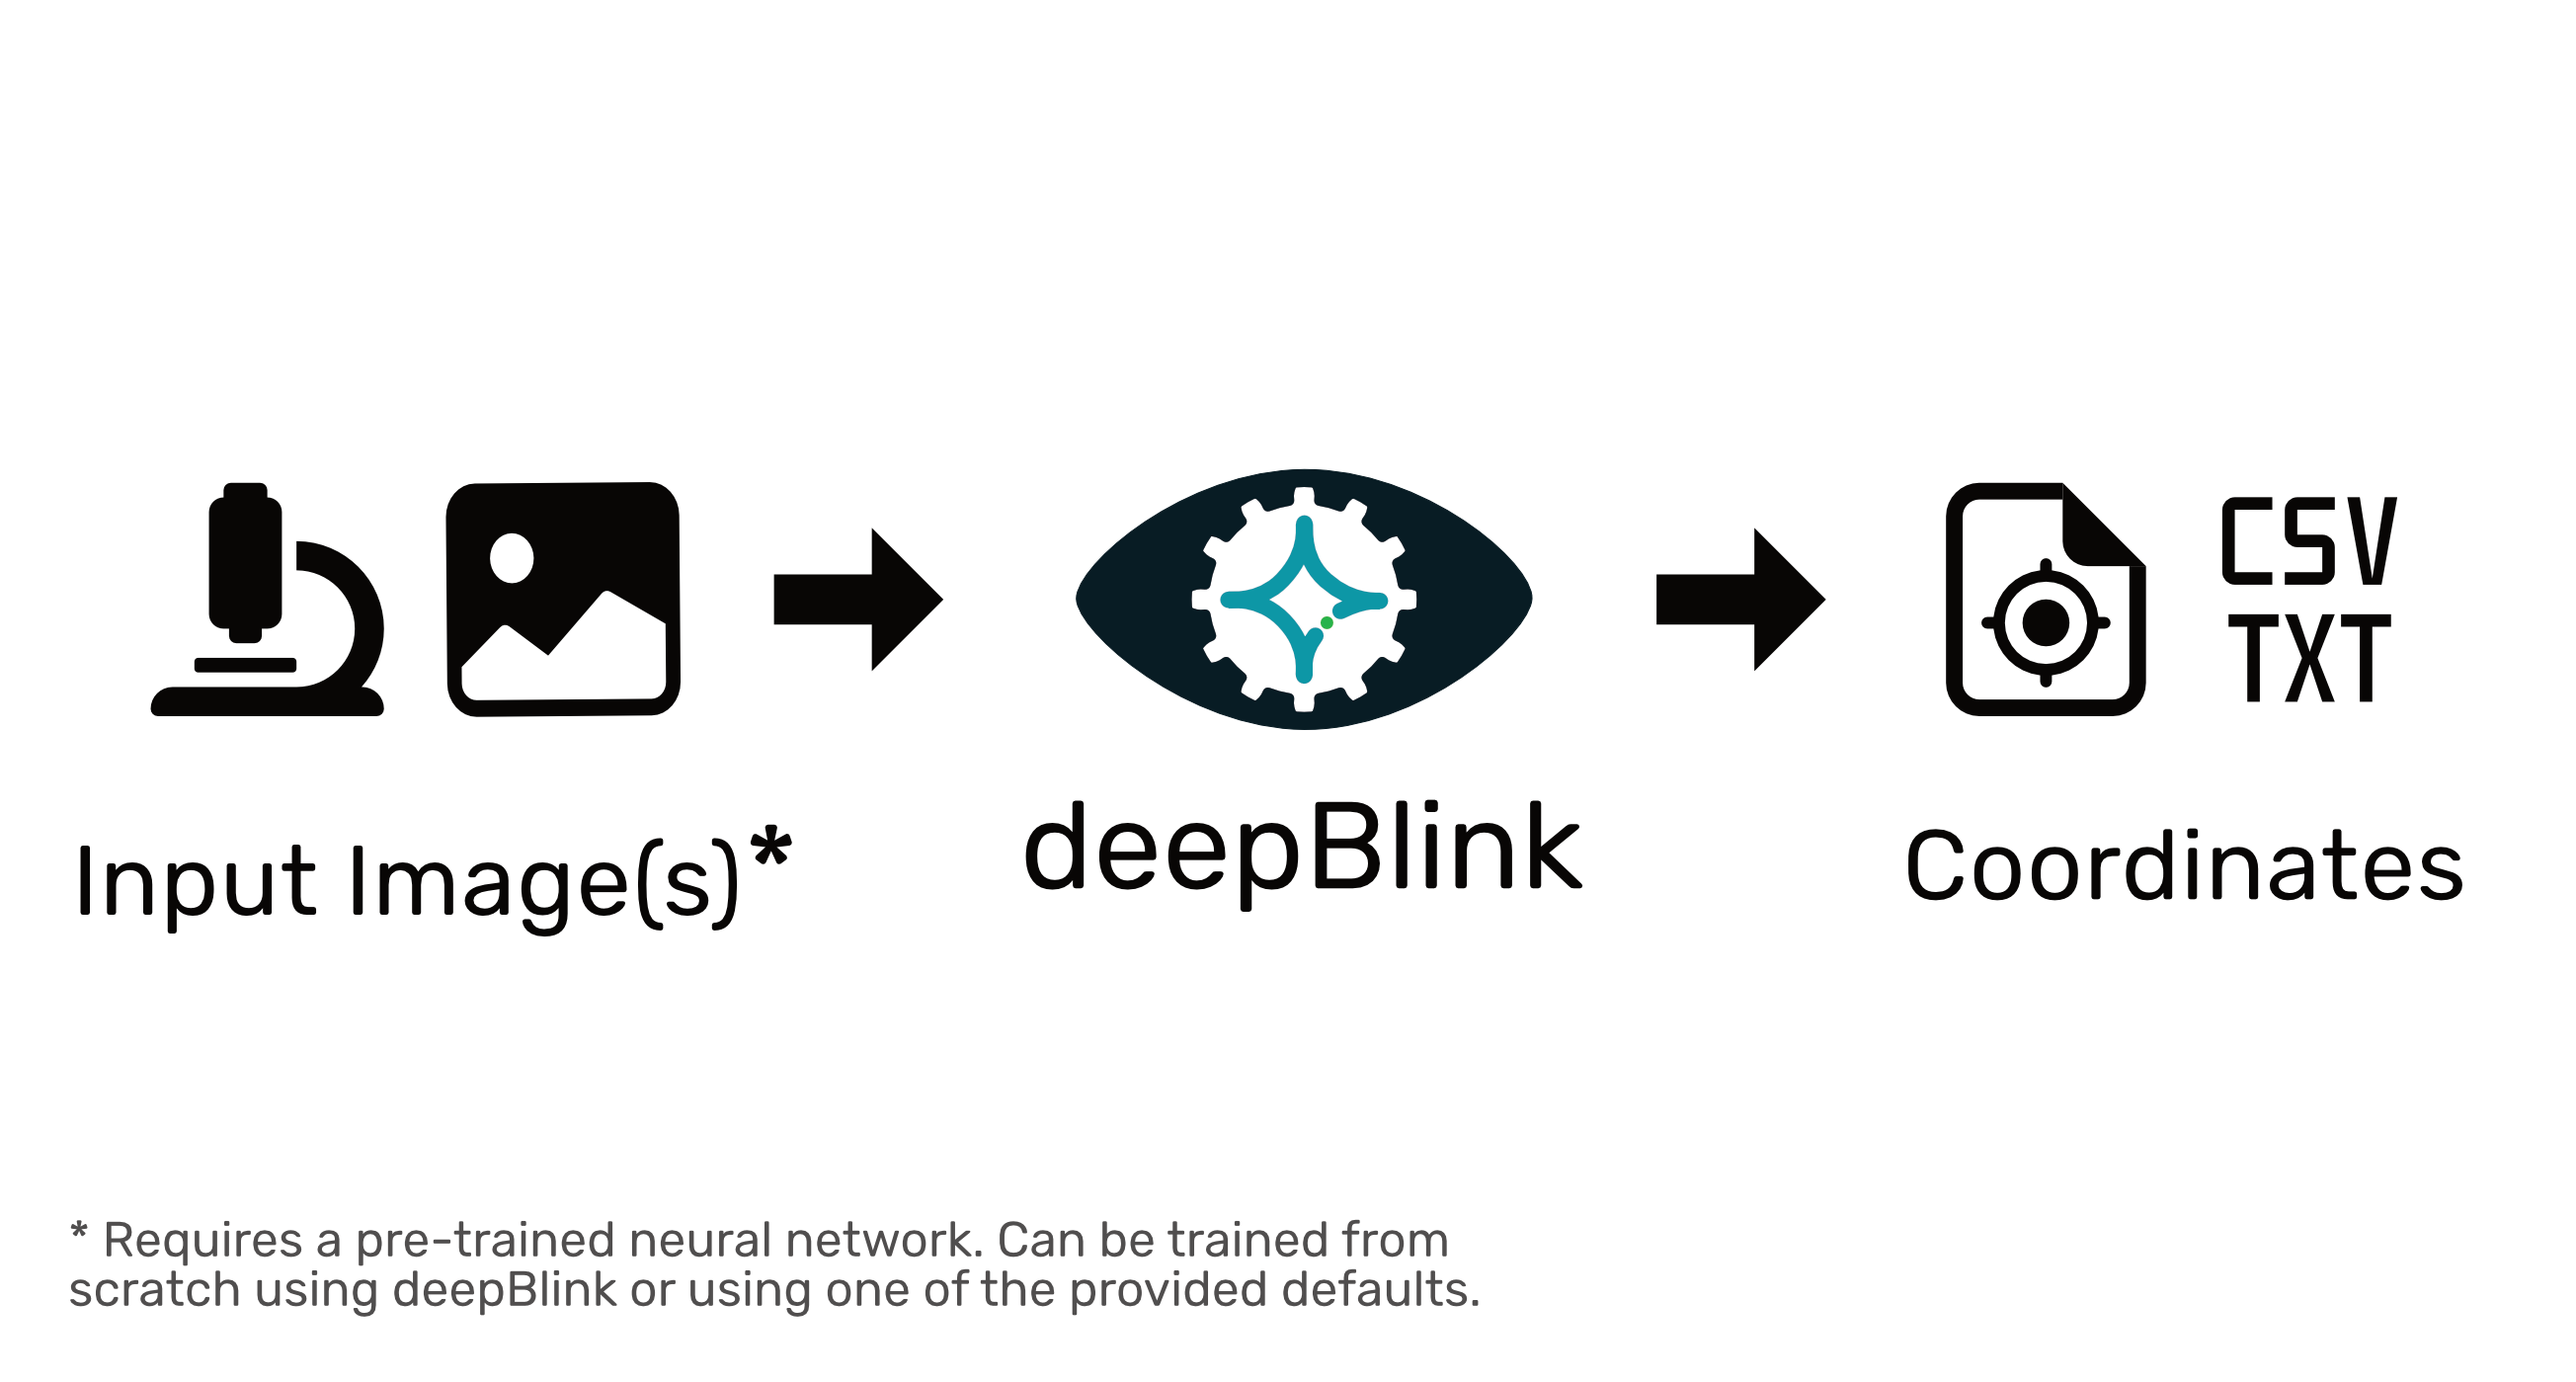 CSV
TXT
Input Image(s)*
deepBlink
Coordinates
* Requires a pre-trained neural network. Can be trained from
scratch using deepBlink or using one of the provided defaults.